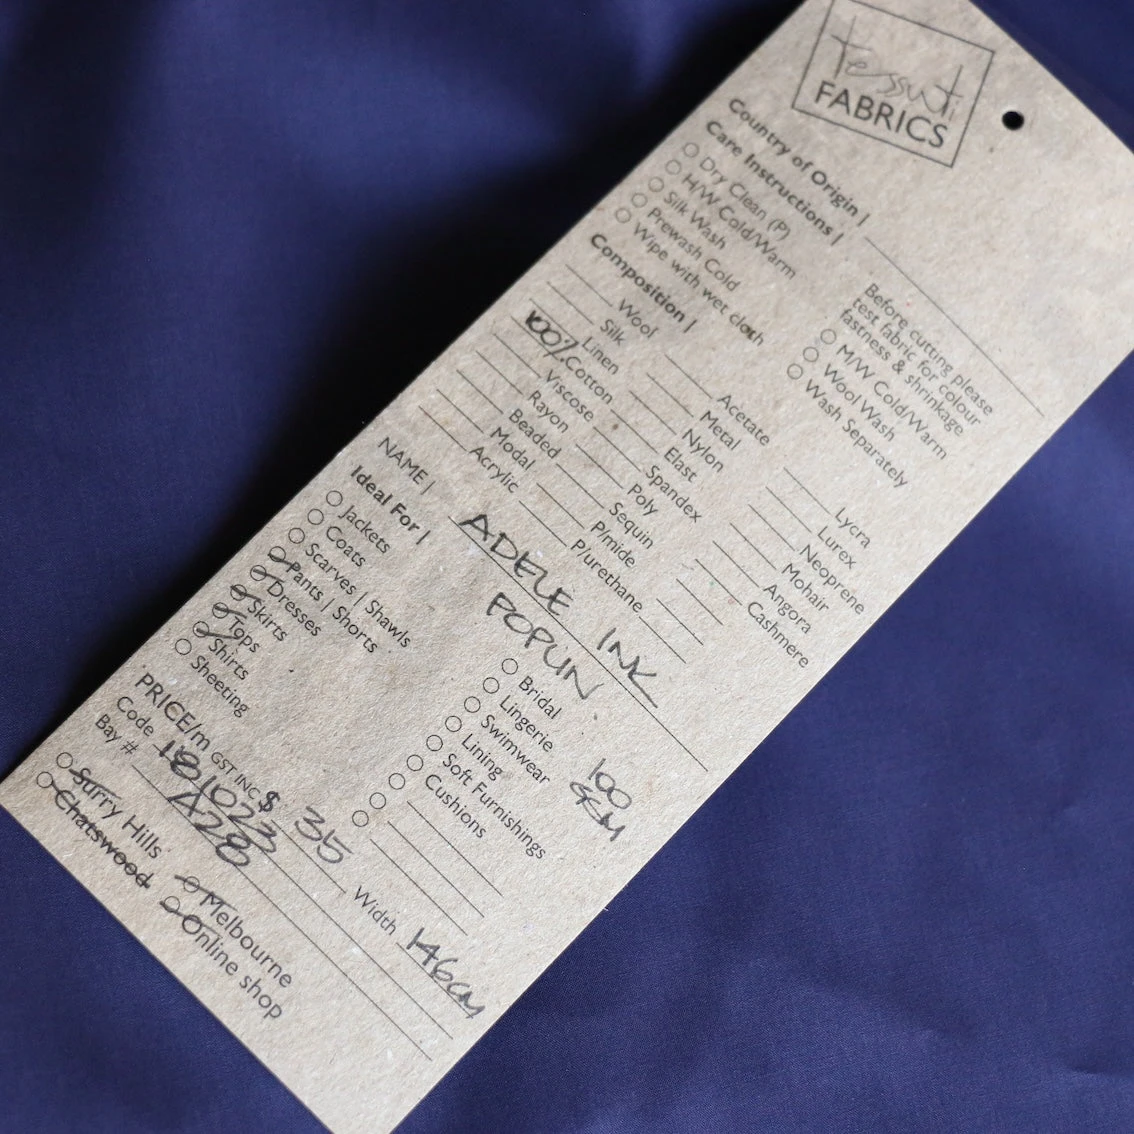 tessuti
FABRICS
Country of Origin |
Care Instructions |
Dry Clean (P)
H/W Cold/Warm
Silk Wash
Prewash Cold
Wipe with wet cloth
Before cutting please
test fabric for colour
fastness & shrinkage
M/W Cold/Warm
Wool Wash
Wash Separately
Composition |
Wool
Silk
Linen
100% Cotton
Viscose
Rayon
Beaded
Modal
Acrylic
Acetate
Metal
Nylon
Elast
Spandex
Poly
Sequin
P/mide
P/urethane
Lycra
Lurex
Neoprene
Mohair
Angora
Cashmere
NAME | ADELE INK
POPLIN
100
GSM
Ideal For |
Jackets
Coats
Scarves | Shawls
Pants | Shorts
Dresses
Skirts
Tops
Shirts
Sheeting
Bridal
Lingerie
Swimwear
Lining
Soft Furnishings
Cushions
PRICE/m GST INC $ 35
Width 146cm
Code 181023
Bay # A28
Surry Hills
Chatswood
Melbourne
Online shop